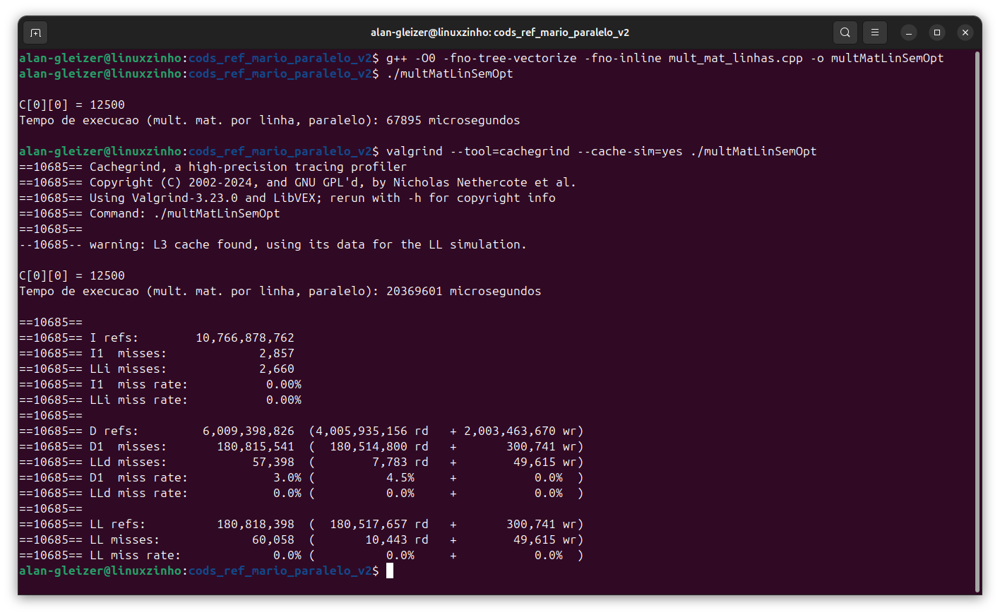 alan-gleizer@linuxzinho: cods_ref_mario_paralelo_v2
alan-gleizer@linuxzinho:cods_ref_mario_paralelo_v2$ g++ -O0 -fno-tree-vectorize -fno-inline mult_mat_linhas.cpp -o multMatLinSemOpt
alan-gleizer@linuxzinho:cods_ref_mario_paralelo_v2$ ./multMatLinSemOpt
C[0][0] = 12500
Tempo de execucao (mult. mat. por linha, paralelo): 67895 microsegundos
alan-gleizer@linuxzinho:cods_ref_mario_paralelo_v2$ valgrind --tool=cachegrind --cache-sim=yes ./multMatLinSemOpt
==10685== Cachegrind, a high-precision tracing profiler
==10685== Copyright (C) 2002-2024, and GNU GPL'd, by Nicholas Nethercote et al.
==10685== Using Valgrind-3.23.0 and LibVEX; rerun with -h for copyright info
==10685== Command: ./multMatLinSemOpt
==10685==
--10685-- warning: L3 cache found, using its data for the LL simulation.
C[0][0] = 12500
Tempo de execucao (mult. mat. por linha, paralelo): 20369601 microsegundos
==10685==
==10685== I refs:        10,766,878,762
==10685== I1  misses:             2,857
==10685== LLi misses:             2,660
==10685== I1  miss rate:           0.00%
==10685== LLi miss rate:           0.00%
==10685==
==10685== D refs:         6,009,398,826  (4,005,935,156 rd   + 2,003,463,670 wr)
==10685== D1  misses:       180,815,541  (  180,514,800 rd   +       300,741 wr)
==10685== LLd misses:            57,398  (        7,783 rd   +        49,615 wr)
==10685== D1  miss rate:            3.0% (          4.5%     +           0.0%  )
==10685== LLd miss rate:            0.0% (          0.0%     +           0.0%  )
==10685==
==10685== LL refs:          180,818,398  (  180,517,657 rd   +       300,741 wr)
==10685== LL misses:             60,058  (       10,443 rd   +        49,615 wr)
==10685== LL miss rate:             0.0% (          0.0%     +           0.0%  )
alan-gleizer@linuxzinho:cods_ref_mario_paralelo_v2$